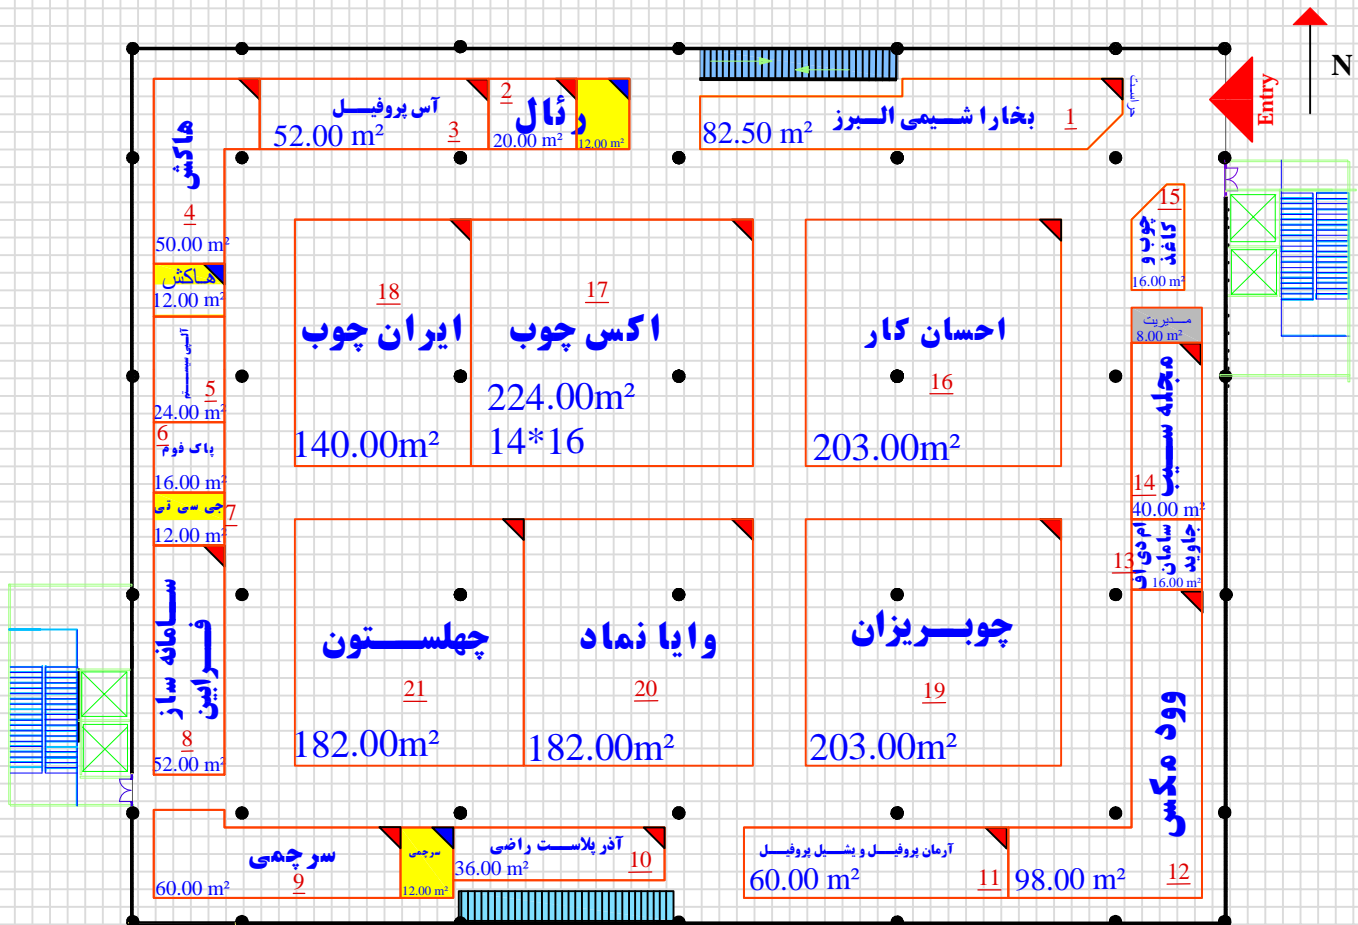 N
Entry
بخارا شیمی البرز
1
82.50 m²
2
رئال
20.00 m²
12.00 m²
آس پروفیل
3
52.00 m²
هاکش
4
50.00 m²
هاکش
12.00 m²
5
24.00 m²
6
پاک فوم
16.00 m²
جی سی تی
7
12.00 m²
سامانه ساز
فرایین
8
52.00 m²
سرچمی
9
60.00 m²
سرچمی
12.00 m²
آذر پلاست راضی
10
36.00 m²
آرمان پروفیل و یشیل پروفیل
11
60.00 m²
وود مکس
12
98.00 m²
13
ام دی اف
سامان
جاوید
16.00 m²
مجله سیب
14
40.00 m²
مدیریت
8.00 m²
15
چوب و
کاغذ
16.00 m²
احسان کار
16
203.00m²
17
اکس چوب
224.00m²
14*16
18
ایران چوب
140.00m²
چوبریزان
19
203.00m²
وایا نماد
20
182.00m²
چهلستون
21
182.00m²